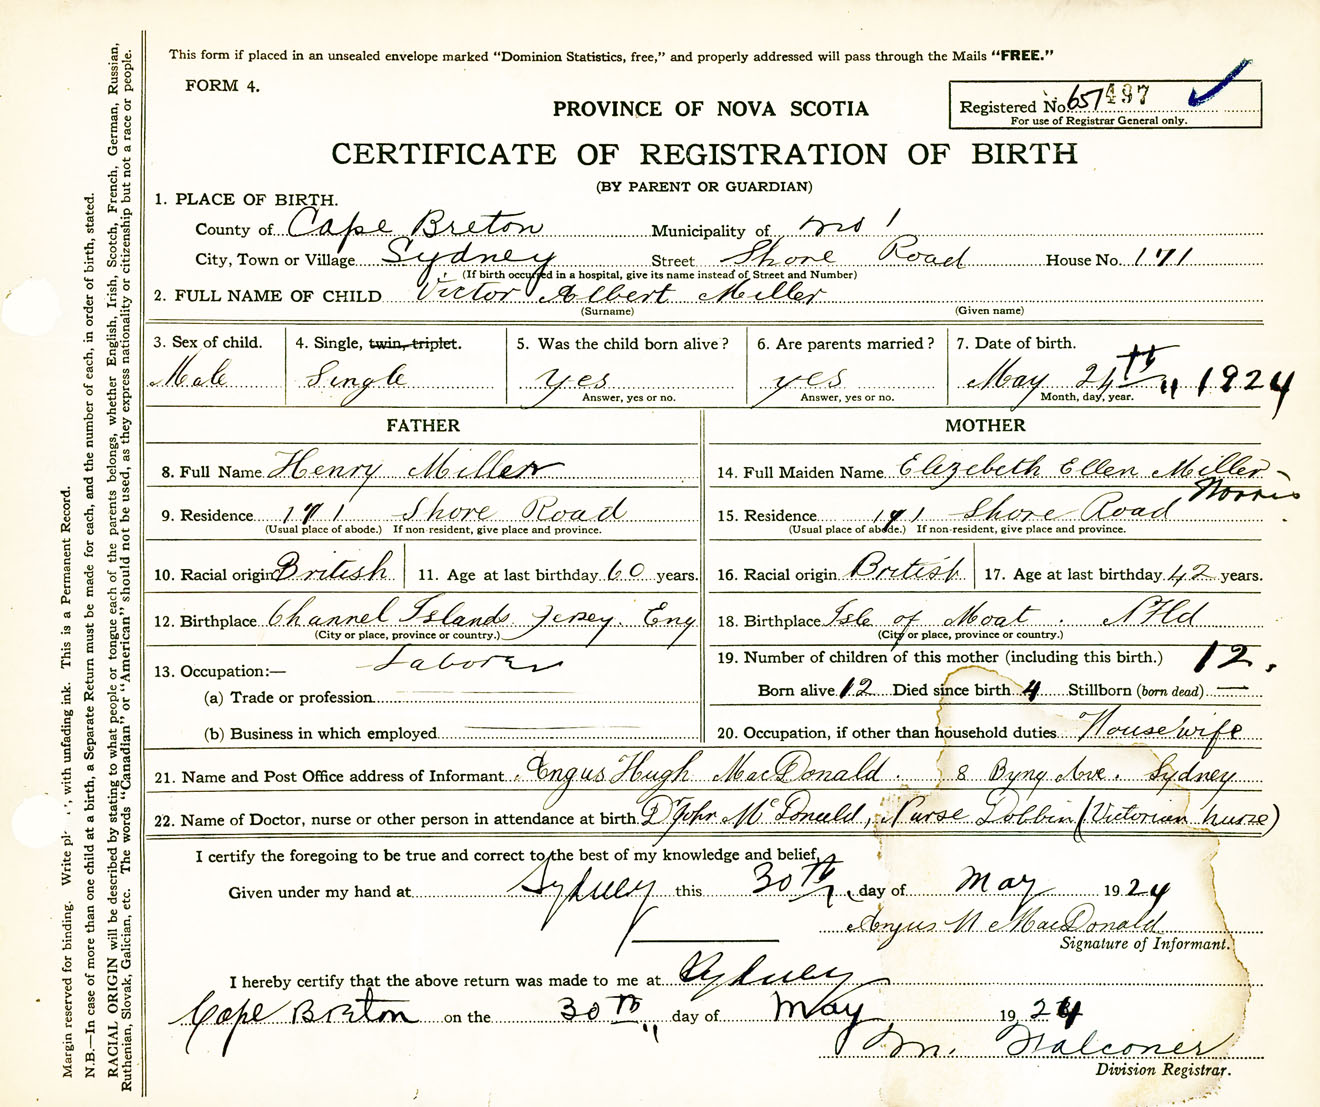 This form if placed in an unsealed envelope marked "Dominion Statistics, free," and properly addressed will pass through the Mails "FREE."
FORM 4.
Registered No. 651 497
For use of Registrar General only.
PROVINCE OF NOVA SCOTIA
CERTIFICATE OF REGISTRATION OF BIRTH
(BY PARENT OR GUARDIAN)
1. PLACE OF BIRTH.
County of Cape Breton Municipality of No 1
City, Town or Village Sydney Street Shore Road House No. 171
(If birth occurred in a hospital, give its name instead of Street and Number)
2. FULL NAME OF CHILD Victor Albert Miller
(Surname) (Given name)
3. Sex of child. 4. Single, twin, triplet. 5. Was the child born alive? 6. Are parents married? 7. Date of birth.
Male Single yes yes May 24th 1924
Answer, yes or no. Answer, yes or no. Month, day, year.
FATHER MOTHER
8. Full Name Henry Miller 14. Full Maiden Name Elizebeth Ellen Miller
Norris
9. Residence 171 Shore Road 15. Residence 171 Shore Road
(Usual place of abode.) If non-resident, give place and province. (Usual place of abode.) If non-resident, give place and province.
10. Racial origin British 11. Age at last birthday 60 years. 16. Racial origin British 17. Age at last birthday 42 years.
12. Birthplace Channel Islands Jersey. Eng 18. Birthplace Isle of Moat. Nfld
(City or place, province or country.) (City or place, province or country.)
13. Occupation:— Laborer 19. Number of children of this mother (including this birth.) 12.
(a) Trade or profession Born alive 12 Died since birth 4 Stillborn (born dead) —
(b) Business in which employed 20. Occupation, if other than household duties Housewife
21. Name and Post Office address of Informant Angus Hugh MacDonald. 8 Byng Ave. Sydney
22. Name of Doctor, nurse or other person in attendance at birth Dr John McDonald, Nurse Dobbin (Victorian nurse)
I certify the foregoing to be true and correct to the best of my knowledge and belief,
Given under my hand at Sydney this 30th day of May 1924
Angus H MacDonald
Signature of Informant.
I hereby certify that the above return was made to me at Sydney
Cape Breton on the 30th day of May 1924
M. Falconer
Division Registrar.
Margin reserved for binding. Write with unfading ink. This is a Permanent Record.
N.B.—In case of more than one child at a birth, a Separate Return must be made for each, and the number of each, in order of birth, stated.
RACIAL ORIGIN will be described by stating to what people or tongue each of the parents belongs, whether English, Irish, Scotch, French, German, Russian,
Ruthenian, Slovak, Galician, etc. The words "Canadian" or "American" should not be used, as they express nationality or citizenship but not a race or people.